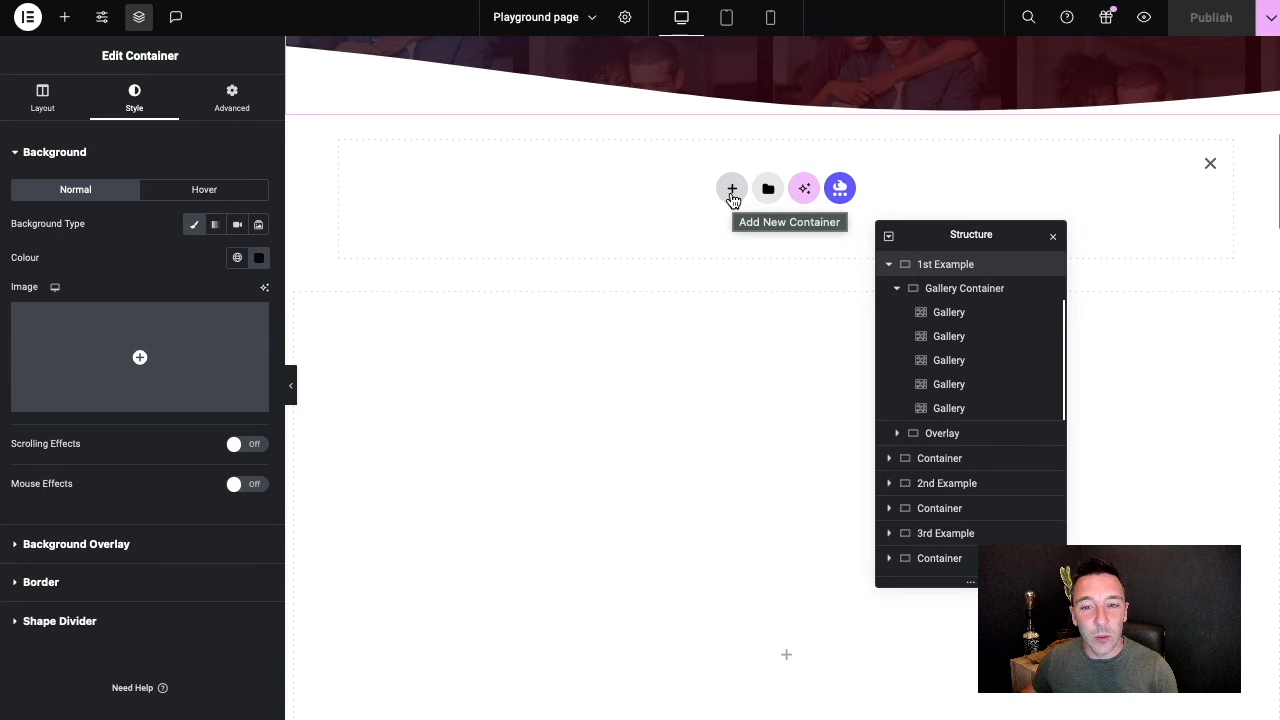 Playground page
Publish
Edit Container
Layout
Style
Advanced
Background
Normal
Hover
Background Type
Colour
Image
Scrolling Effects
Off
Mouse Effects
Off
Background Overlay
Border
Shape Divider
Need Help
Add New Container
Structure
1st Example
Gallery Container
Gallery
Gallery
Gallery
Gallery
Gallery
Overlay
Container
2nd Example
Container
3rd Example
Container